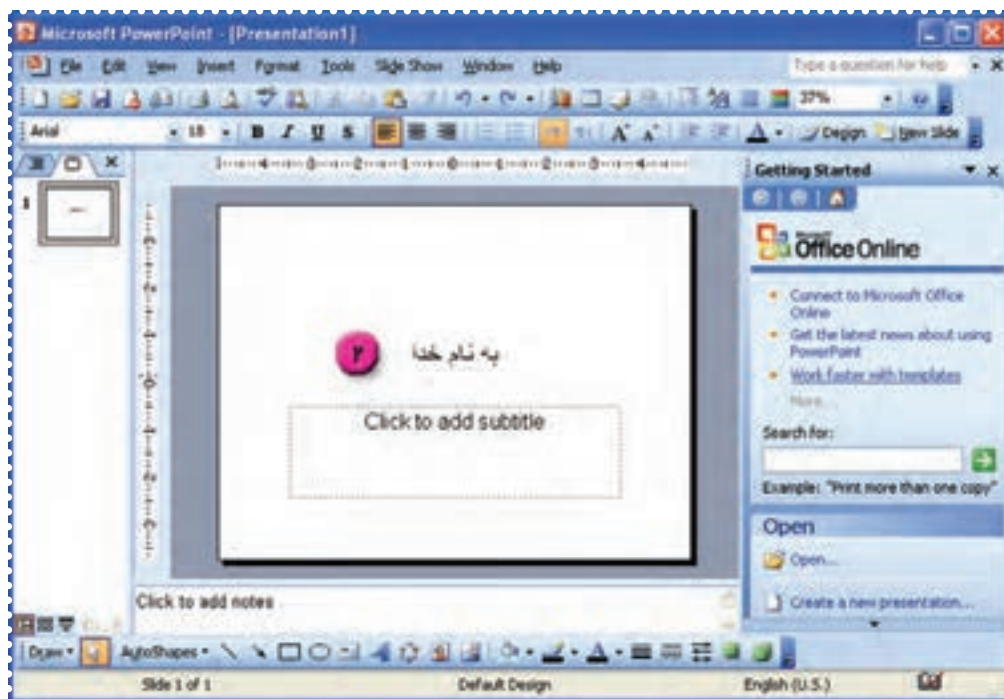 Microsoft PowerPoint - [Presentation1]
File Edit View Insert Format Tools Slide Show Window Help
Type a question for help
37%
Arial 18 B I U S A A A Design New Slide
Getting Started
1
Microsoft
Office Online
Connect to Microsoft Office
Online
Get the latest news about using
PowerPoint
Work faster with templates
More...
Search for:
Example: "Print more than one copy"
Open
Open...
Create a new presentation...
به نام خدا ۲
Click to add subtitle
Click to add notes
Draw AutoShapes A
Slide 1 of 1 Default Design English (U.S.)